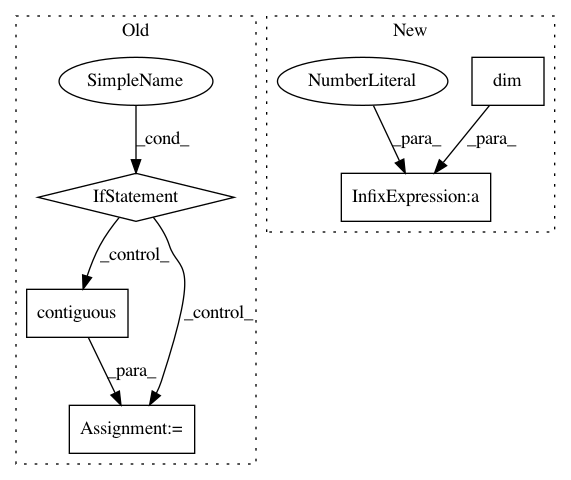 Old
New
SimpleName
NumberLiteral
dim
_cond_
_para_
_para_
IfStatement
InfixExpression:a
_control_
contiguous
_control_
_para_
Assignment:=